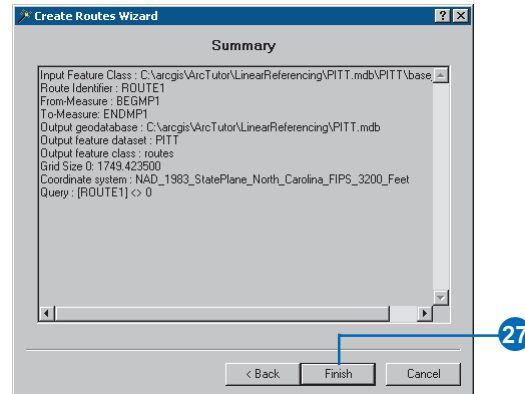 Create Routes Wizard
Summary
Input Feature Class : C:\arcgis\ArcTutor\LinearReferencing\PITT.mdb\PITT\base
Route Identifier : ROUTE1
From-Measure : BEGMP1
To-Measure: ENDMP1
Output geodatabase : C:\arcgis\ArcTutor\LinearReferencing\PITT.mdb
Output feature dataset : PITT
Output feature class : routes
Grid Size 0: 1749.423500
Coordinate system : NAD_1983_StatePlane_North_Carolina_FIPS_3200_Feet
Query : [ROUTE1] <> 0
27
< Back Finish Cancel